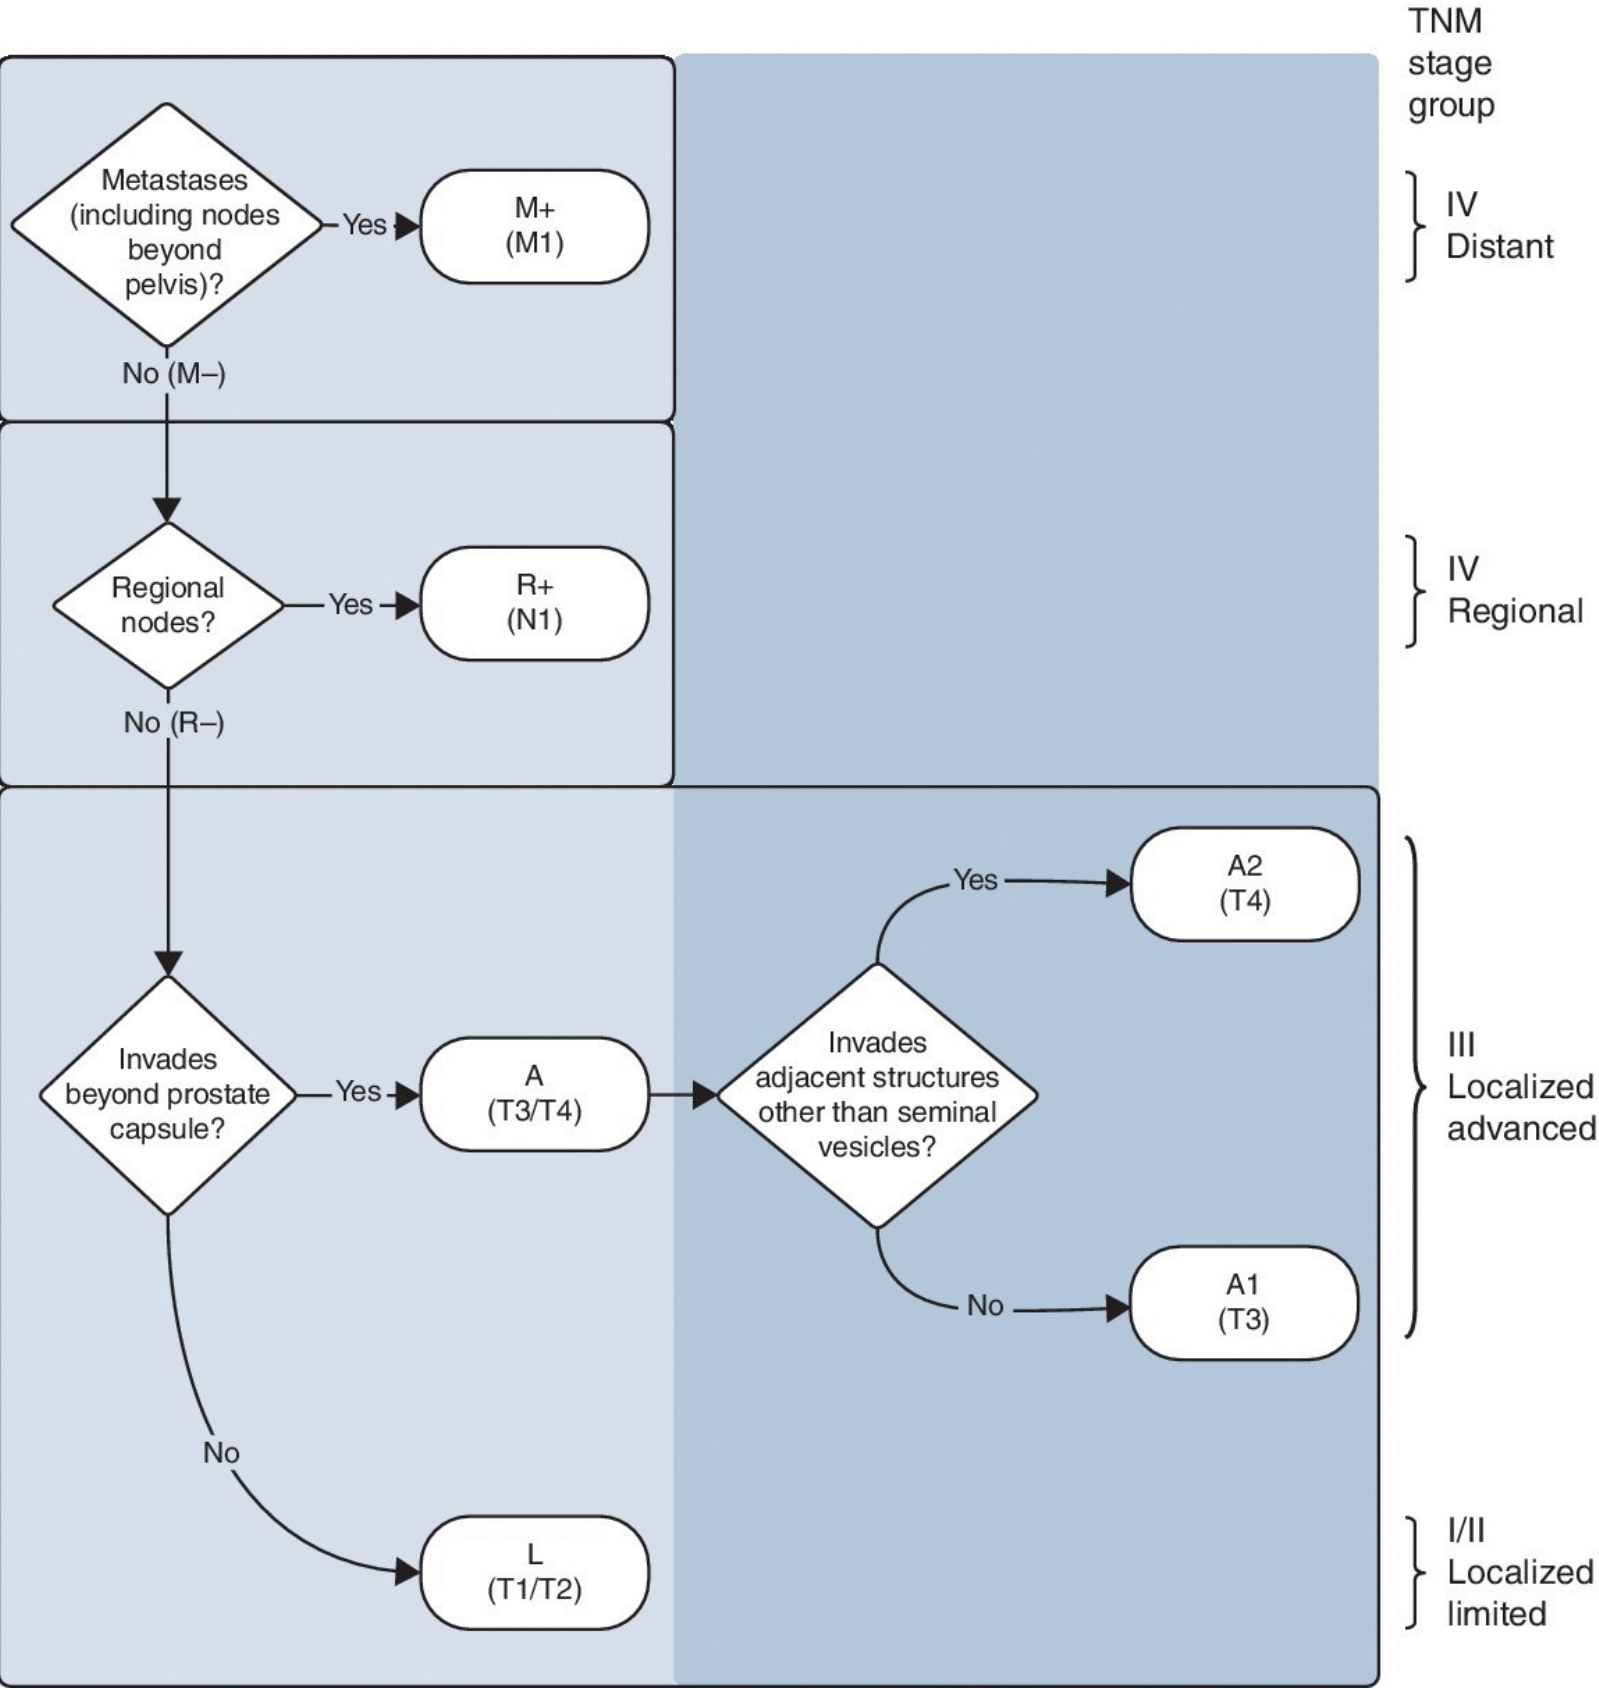 TNM
stage
group
Metastases
(including nodes
beyond
pelvis)?
Yes
M+
(M1)
IV
Distant
No (M–)
Regional
nodes?
Yes
R+
(N1)
IV
Regional
No (R–)
Invades
beyond prostate
capsule?
Yes
A
(T3/T4)
Invades
adjacent structures
other than seminal
vesicles?
Yes
A2
(T4)
No
A1
(T3)
III
Localized
advanced
No
L
(T1/T2)
I/II
Localized
limited